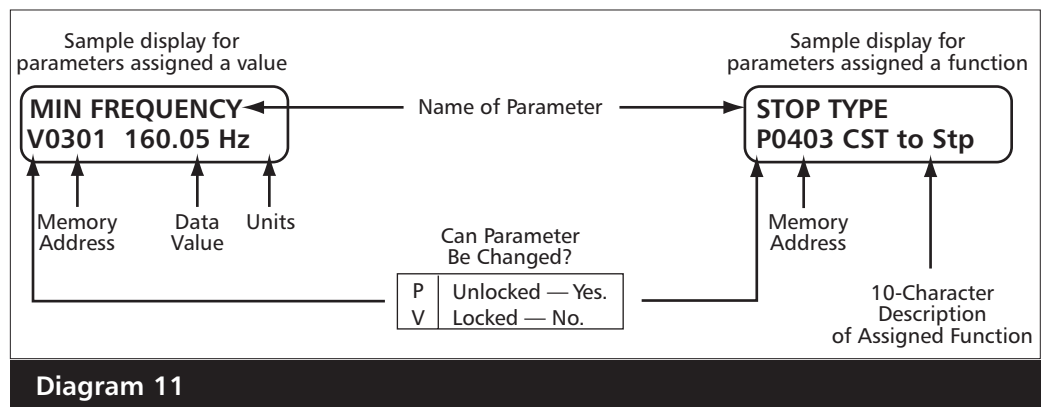 Sample display for
parameters assigned a value
Sample display for
parameters assigned a function
MIN FREQUENCY
V0301 160.05 Hz
Name of Parameter
STOP TYPE
P0403 CST to Stp
Memory
Address
Data
Value
Units
Memory
Address
Can Parameter
Be Changed?
P Unlocked — Yes.
V Locked — No.
10-Character
Description
of Assigned Function
Diagram 11